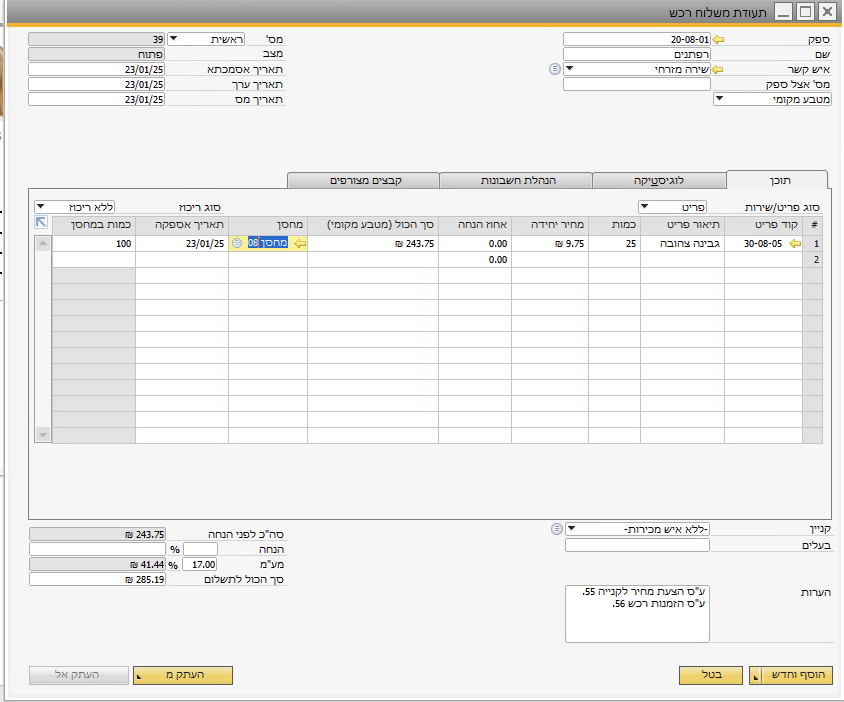 תעודת משלוח רכש
ספק 20-08-01 מס' ראשית 39
שם רפתנים מצב פתוח
איש קשר שירה מזרחי תאריך אסמכתא 23/01/25
מס' אצל ספק תאריך ערך 23/01/25
מטבע מקומי תאריך מס 23/01/25
תוכן לוגיסטיקה הנהלת חשבונות קבצים מצורפים
סוג פריט/שירות פריט סוג ריכוז ללא ריכוז
# קוד פריט תיאור פריט כמות מחיר יחידה אחוז הנחה סך הכול (מטבע מקומי) מחסן תאריך אספקה כמות במחסן
1 30-08-05 גבינה צהובה 25 9.75 ₪ 0.00 243.75 ₪ מחסן 08 23/01/25 100
2 0.00
קניין -ללא איש מכירות- סה"כ לפני הנחה 243.75 ₪
בעלים הנחה %
מע"מ 17.00 % 41.44 ₪
סך הכול לתשלום 285.19 ₪
הערות ע"ס הצעת מחיר לקנייה 55.
ע"ס הזמנות רכש 56.
הוסף וחדש בטל העתק מ העתק אל